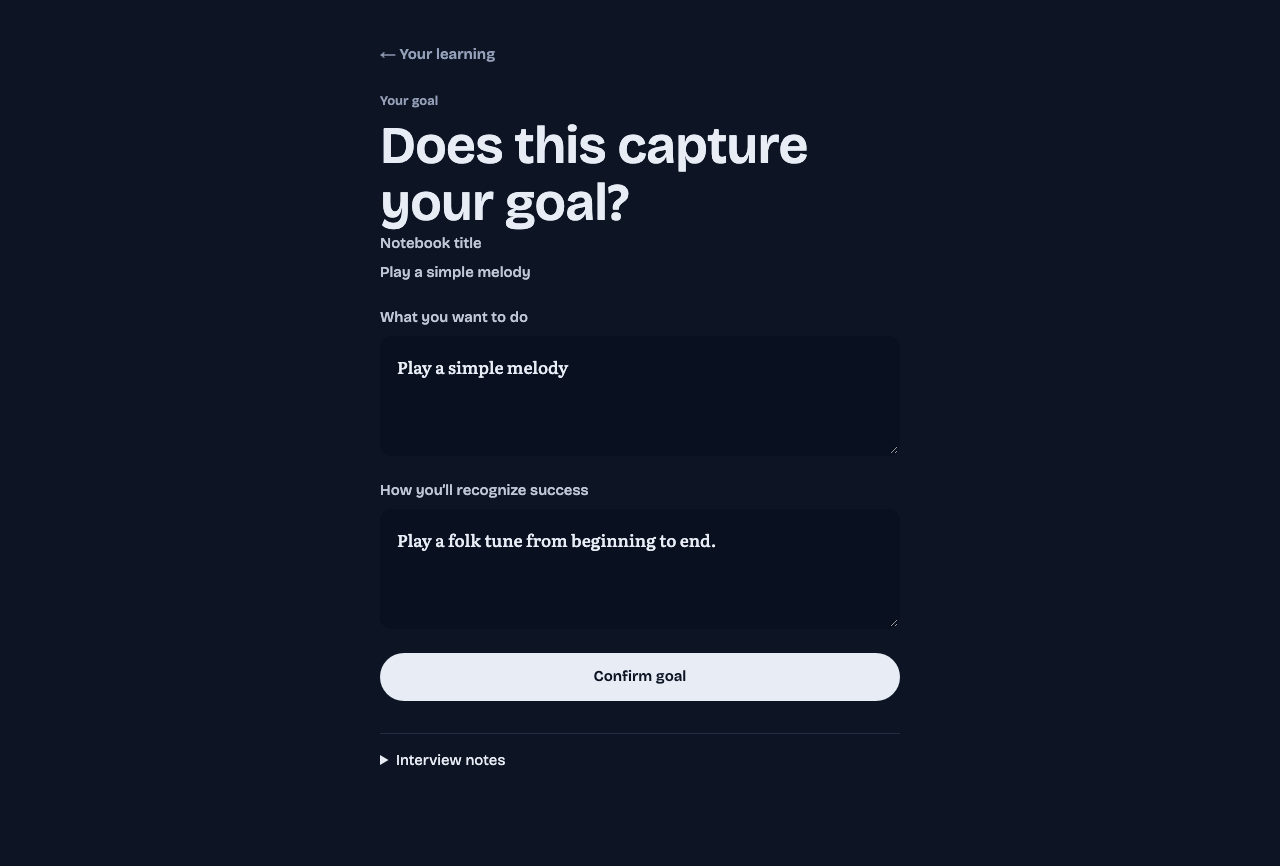 ← Your learning
Your goal
Does this capture
your goal?
Notebook title
Play a simple melody
What you want to do
Play a simple melody
How you'll recognize success
Play a folk tune from beginning to end.
Confirm goal
Interview notes